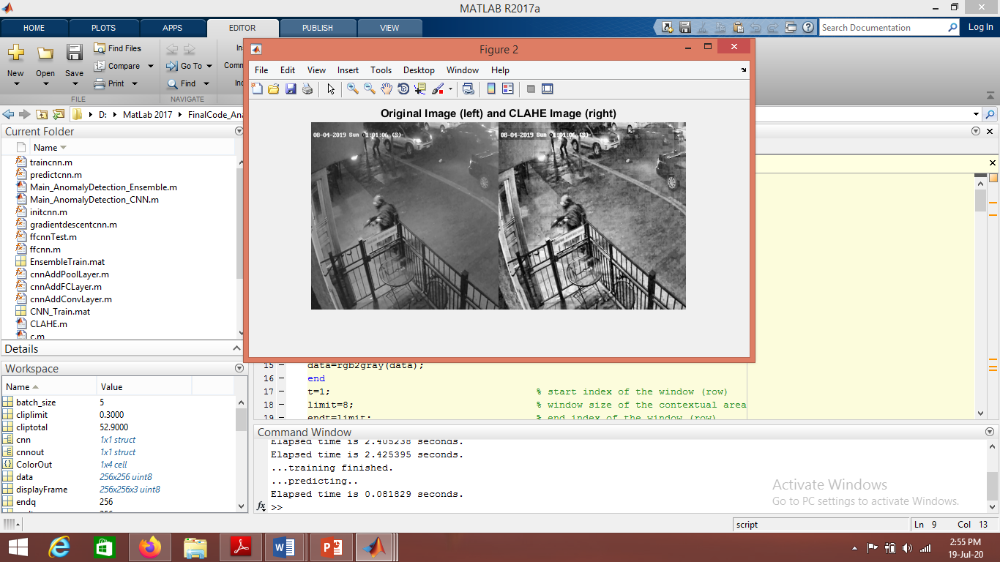 MATLAB R2017a
HOME PLOTS APPS EDITOR PUBLISH VIEW
Search Documentation
Log In
New Open Save
Find Files
Compare
Print
FILE
Go To
Find
NAVIGATE
In
Comm
Inc
D: MatLab 2017 FinalCode_Ana
Current Folder
Name
traincnn.m
predictcnn.m
Main_AnomalyDetection_Ensemble.m
Main_AnomalyDetection_CNN.m
initcnn.m
gradientdescentcnn.m
ffcnnTest.m
ffcnn.m
EnsembleTrain.mat
cnnAddPoolLayer.m
cnnAddFCLayer.m
cnnAddConvLayer.m
CNN_Train.mat
CLAHE.m
c.m
Details
Workspace
Name Value
batch_size 5
cliplimit 0.3000
cliptotal 52.9000
cnn 1x1 struct
cnnout 1x1 struct
ColorOut 1x4 cell
data 256x256 uint8
displayFrame 256x256x3 uint8
endq 256
Figure 2
File Edit View Insert Tools Desktop Window Help
Original Image (left) and CLAHE Image (right)
08-04-2019 Sun 01:01:06 (S) 08-04-2019 Sun 01:01:06 (S)
15 – data=rgb2gray(data);
16 – end
17 – t=1; % start index of the window (row)
18 – limit=8; % window size of the contextual area
19 – endt=limit; % end index of the window (row)
Command Window
Elapsed time is 2.405238 seconds.
Elapsed time is 2.425395 seconds.
...training finished.
...predicting..
Elapsed time is 0.081829 seconds.
fx >>
Activate Windows
Go to PC settings to activate Windows.
script Ln 9 Col 13
2:55 PM
19-Jul-20